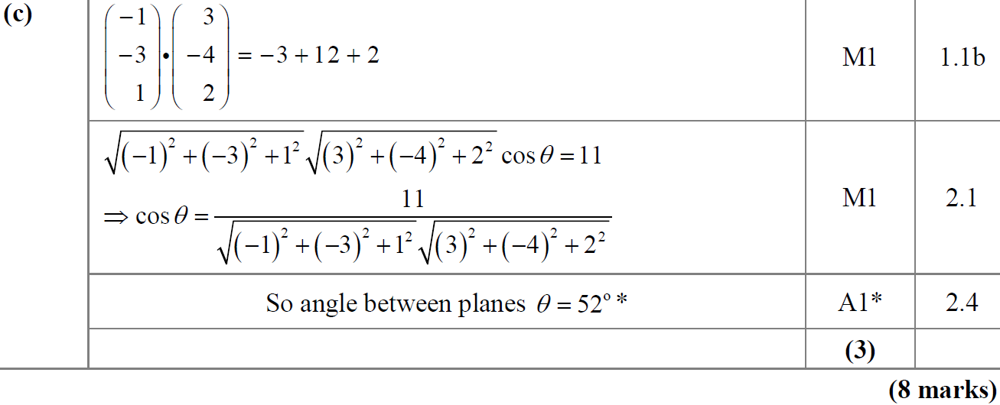 (c) $\begin{pmatrix} -1 \\ -3 \\ 1 \end{pmatrix} \bullet \begin{pmatrix} 3 \\ -4 \\ 2 \end{pmatrix} = -3 + 12 + 2$ M1 1.1b
$\sqrt{(-1)^2 + (-3)^2 + 1^2} \sqrt{(3)^2 + (-4)^2 + 2^2} \cos\theta = 11$
$\Rightarrow \cos\theta = \frac{11}{\sqrt{(-1)^2 + (-3)^2 + 1^2} \sqrt{(3)^2 + (-4)^2 + 2^2}}$ M1 2.1
So angle between planes $\theta = 52^{\circ}$ * A1* 2.4
(3)
(8 marks)